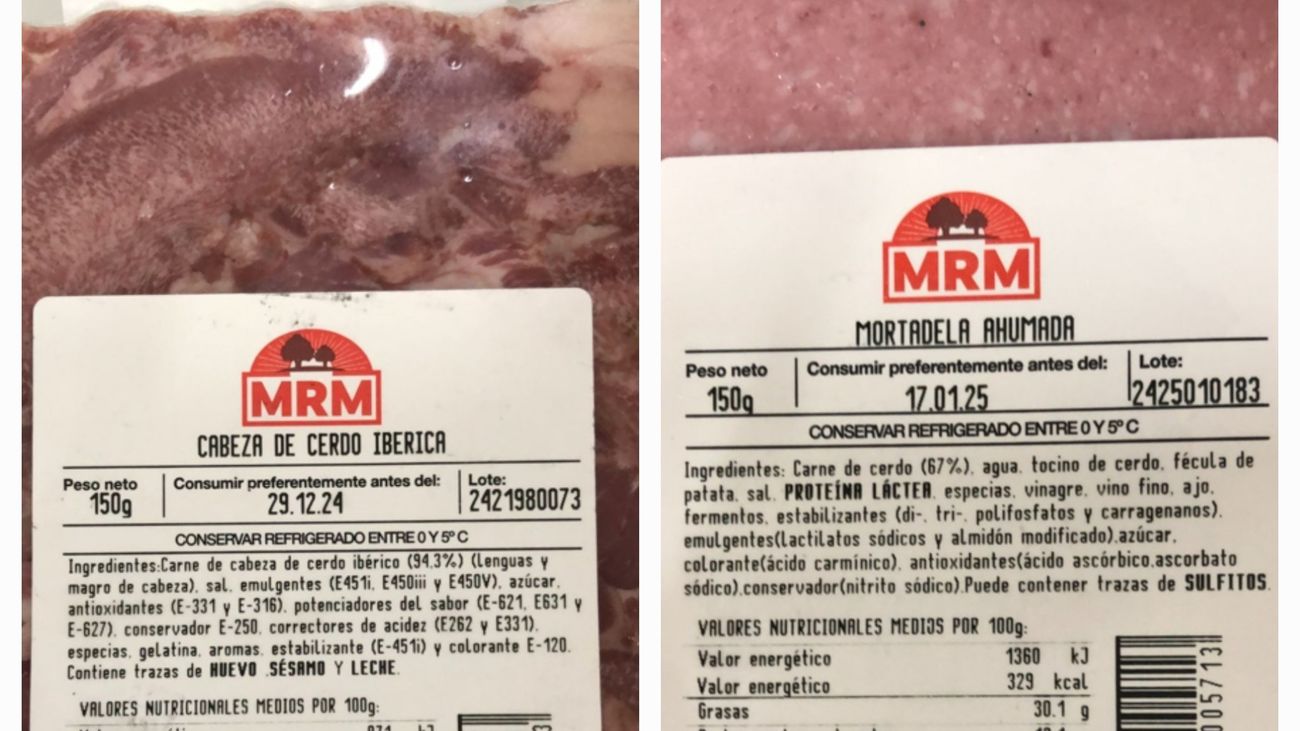 MRM
CABEZA DE CERDO IBERICA
Peso neto
150g
Consumir preferentemente antes del:
29.12.24
Lote:
2421980073
CONSERVAR REFRIGERADO ENTRE 0 Y 5º C
Ingredientes:Carne de cabeza de cerdo ibérico (94.3%) (Lenguas y
magro de cabeza), sal, emulgentes (E451i, E450iii y E450V), azúcar,
antioxidantes (E-331 y E-316), potenciadores del sabor (E-621, E631 y
E-627), conservador E-250, correctores de acidez (E262 y E331),
especias, gelatina, aromas, estabilizante (E-451i) y colorante E-120.
Contiene trazas de HUEVO ,SÉSAMO Y LECHE.
VALORES NUTRICIONALES MEDIOS POR 100g:
MRM
MORTADELA AHUMADA
Peso neto
150g
Consumir preferentemente antes del:
17.01.25
Lote:
2425010183
CONSERVAR REFRIGERADO ENTRE 0 Y 5º C
Ingredientes: Carne de cerdo (67%), agua, tocino de cerdo, fécula de
patata, sal, PROTEÍNA LÁCTEA, especias, vinagre, vino fino, ajo,
fermentos, estabilizantes (di-, tri-, polifosfatos y carragenanos),
emulgentes(lactilatos sódicos y almidón modificado),azúcar,
colorante(ácido carmínico), antioxidantes(ácido ascórbico,ascorbato
sódico),conservador(nitrito sódico).Puede contener trazas de SULFITOS.
VALORES NUTRICIONALES MEDIOS POR 100g:
Valor energético 1360 kJ
Valor energético 329 kcal
Grasas 30.1 g
005713